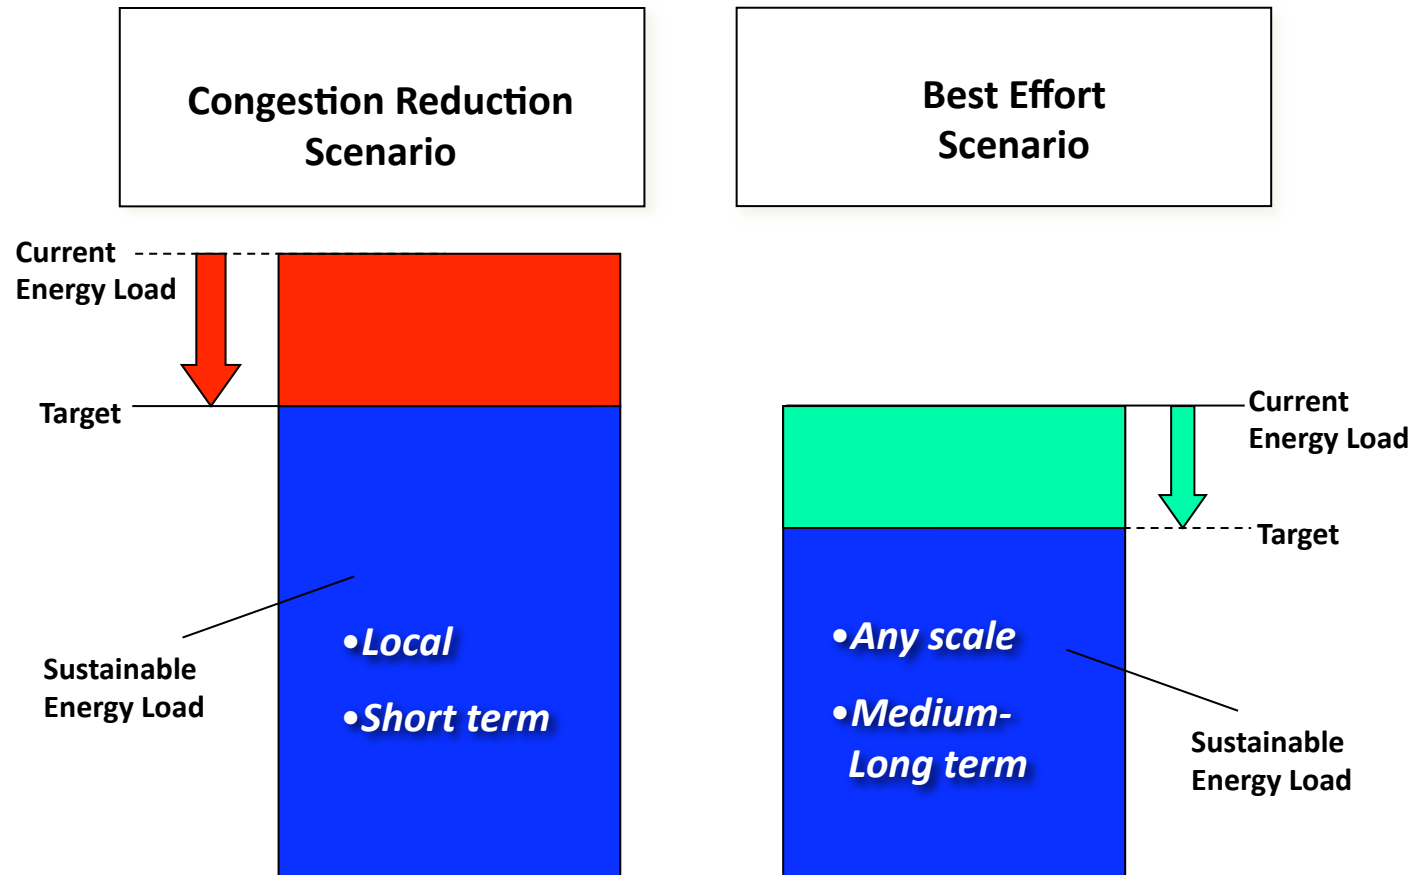 Congestion Reduction
Scenario
Best Effort
Scenario
Current
Energy Load
Target
Sustainable
Energy Load
•Local
•Short term
Current
Energy Load
Target
•Any scale
•Medium-
Long term
Sustainable
Energy Load